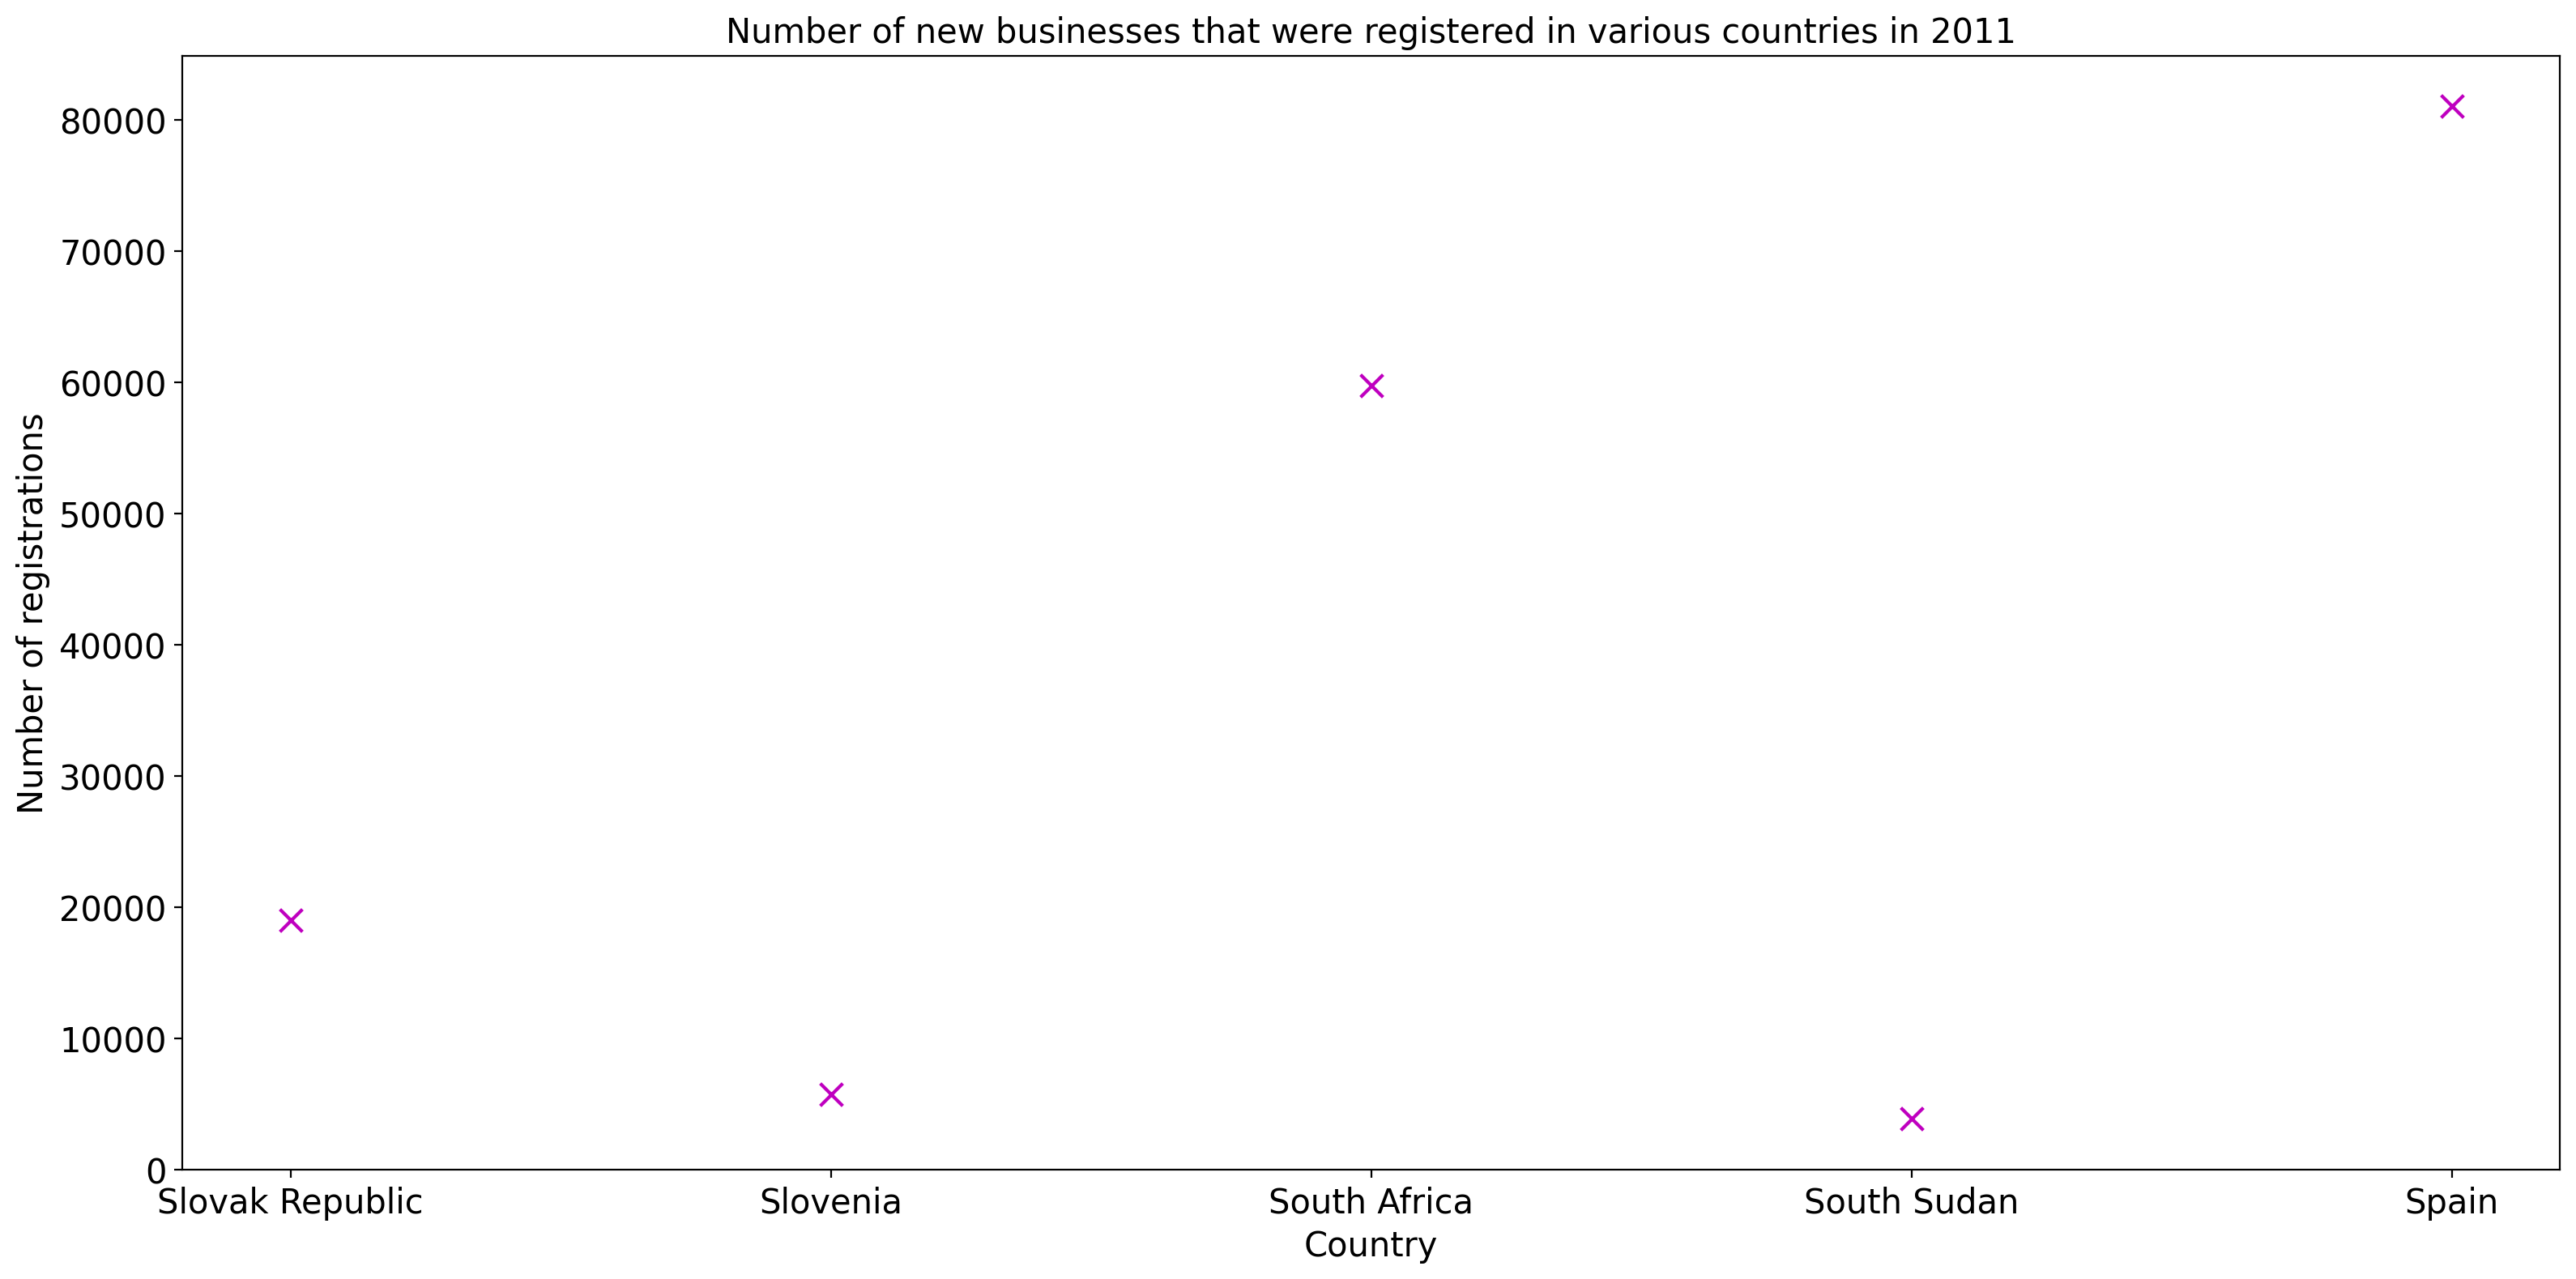 Number of new businesses that were registered in various countries in 2011
Number of registrations
80000
70000
60000
50000
40000
30000
20000
10000
0
Slovak Republic
Slovenia
South Africa
South Sudan
Spain
Country